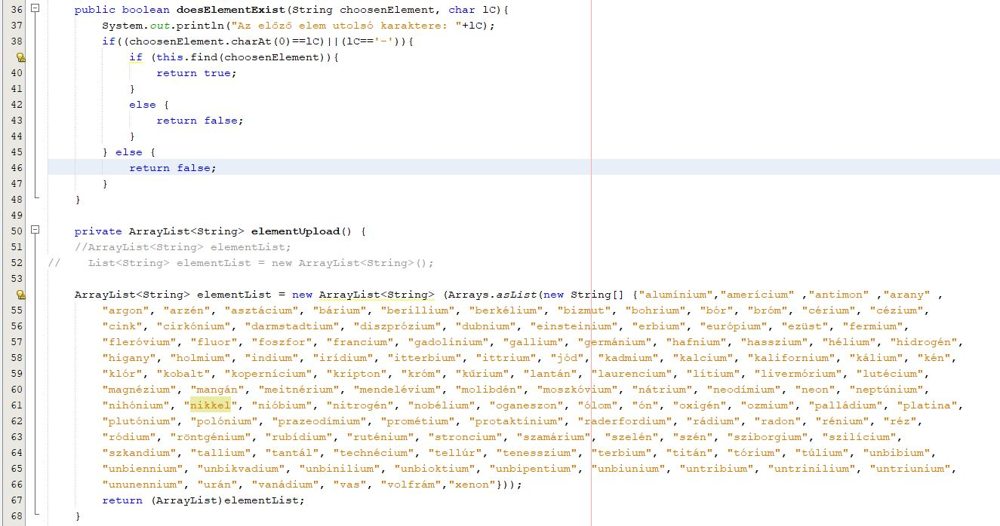 36 public boolean doesElementExist(String choosenElement, char lC){
37 System.out.println("Az előző elem utolsó karaktere: "+lC);
38 if((choosenElement.charAt(0)==lC)||(lC=='-')){
if (this.find(choosenElement)){
40 return true;
41 }
42 else {
43 return false;
44 }
45 } else {
46 return false;
47 }
48 }
49
50 private ArrayList<String> elementUpload() {
51 //ArrayList<String> elementList;
52 // List<String> elementList = new ArrayList<String>();
53
ArrayList<String> elementList = new ArrayList<String> (Arrays.asList(new String[] {"alumínium","amerícium" ,"antimon" ,"arany" ,
55 "argon", "arzén", "asztácium", "bárium", "berillium", "berkélium", "bizmut", "bohrium", "bór", "bróm", "cérium", "cézium",
56 "cink", "cirkónium", "darmstadtium", "diszprózium", "dubnium", "einsteinium", "erbium", "európium", "ezüst", "fermium",
57 "fleróvium", "fluor", "foszfor", "francium", "gadolínium", "gallium", "germánium", "hafnium", "hasszium", "hélium", "hidrogén",
58 "higany", "holmium", "indium", "irídium", "itterbium", "ittrium", "jód", "kadmium", "kalcium", "kalifornium", "kálium", "kén",
59 "klór", "kobalt", "kopernícium", "kripton", "króm", "kűrium", "lantán", "laurencium", "lítium", "livermórium", "lutécium",
60 "magnézium", "mangán", "meitnérium", "mendelévium", "molibdén", "moszkóvium", "nátrium", "neodímium", "neon", "neptúnium",
61 "nihónium", "nikkel", "nióbium", "nitrogén", "nobélium", "oganeszon", "ólom", "ón", "oxigén", "ozmium", "palládium", "platina",
62 "plutónium", "polónium", "prazeodímium", "prométium", "protaktínium", "raderfordium", "rádium", "radon", "rénium", "réz",
63 "ródium", "röntgénium", "rubídium", "ruténium", "stroncium", "szamárium", "szelén", "szén", "sziborgium", "szilícium",
64 "szkandium", "tallium", "tantál", "technécium", "tellúr", "tenesszium", "terbium", "titán", "tórium", "túlium", "unbibium",
65 "unbiennium", "unbikvadium", "unbinilium", "unbioktium", "unbipentium", "unbiunium", "untribium", "untrinilium", "untriunium",
66 "ununennium", "urán", "vanádium", "vas", "volfrám","xenon"}));
67 return (ArrayList)elementList;
68 }